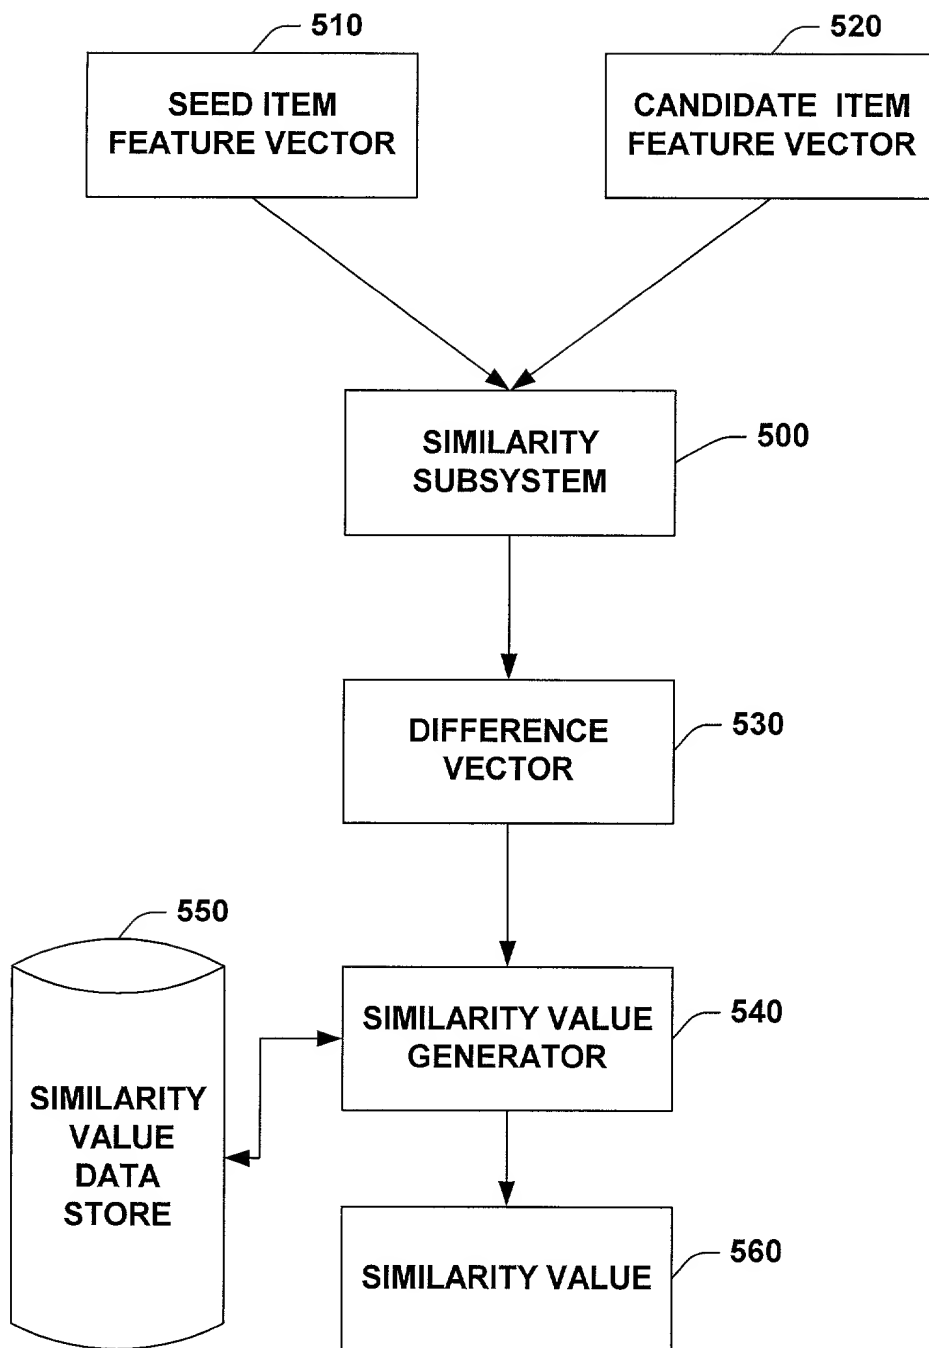 510
520
SEED ITEM
FEATURE VECTOR
CANDIDATE ITEM
FEATURE VECTOR
SIMILARITY
SUBSYSTEM
500
DIFFERENCE
VECTOR
530
550
SIMILARITY VALUE
GENERATOR
540
SIMILARITY
VALUE
DATA
STORE
SIMILARITY VALUE
560